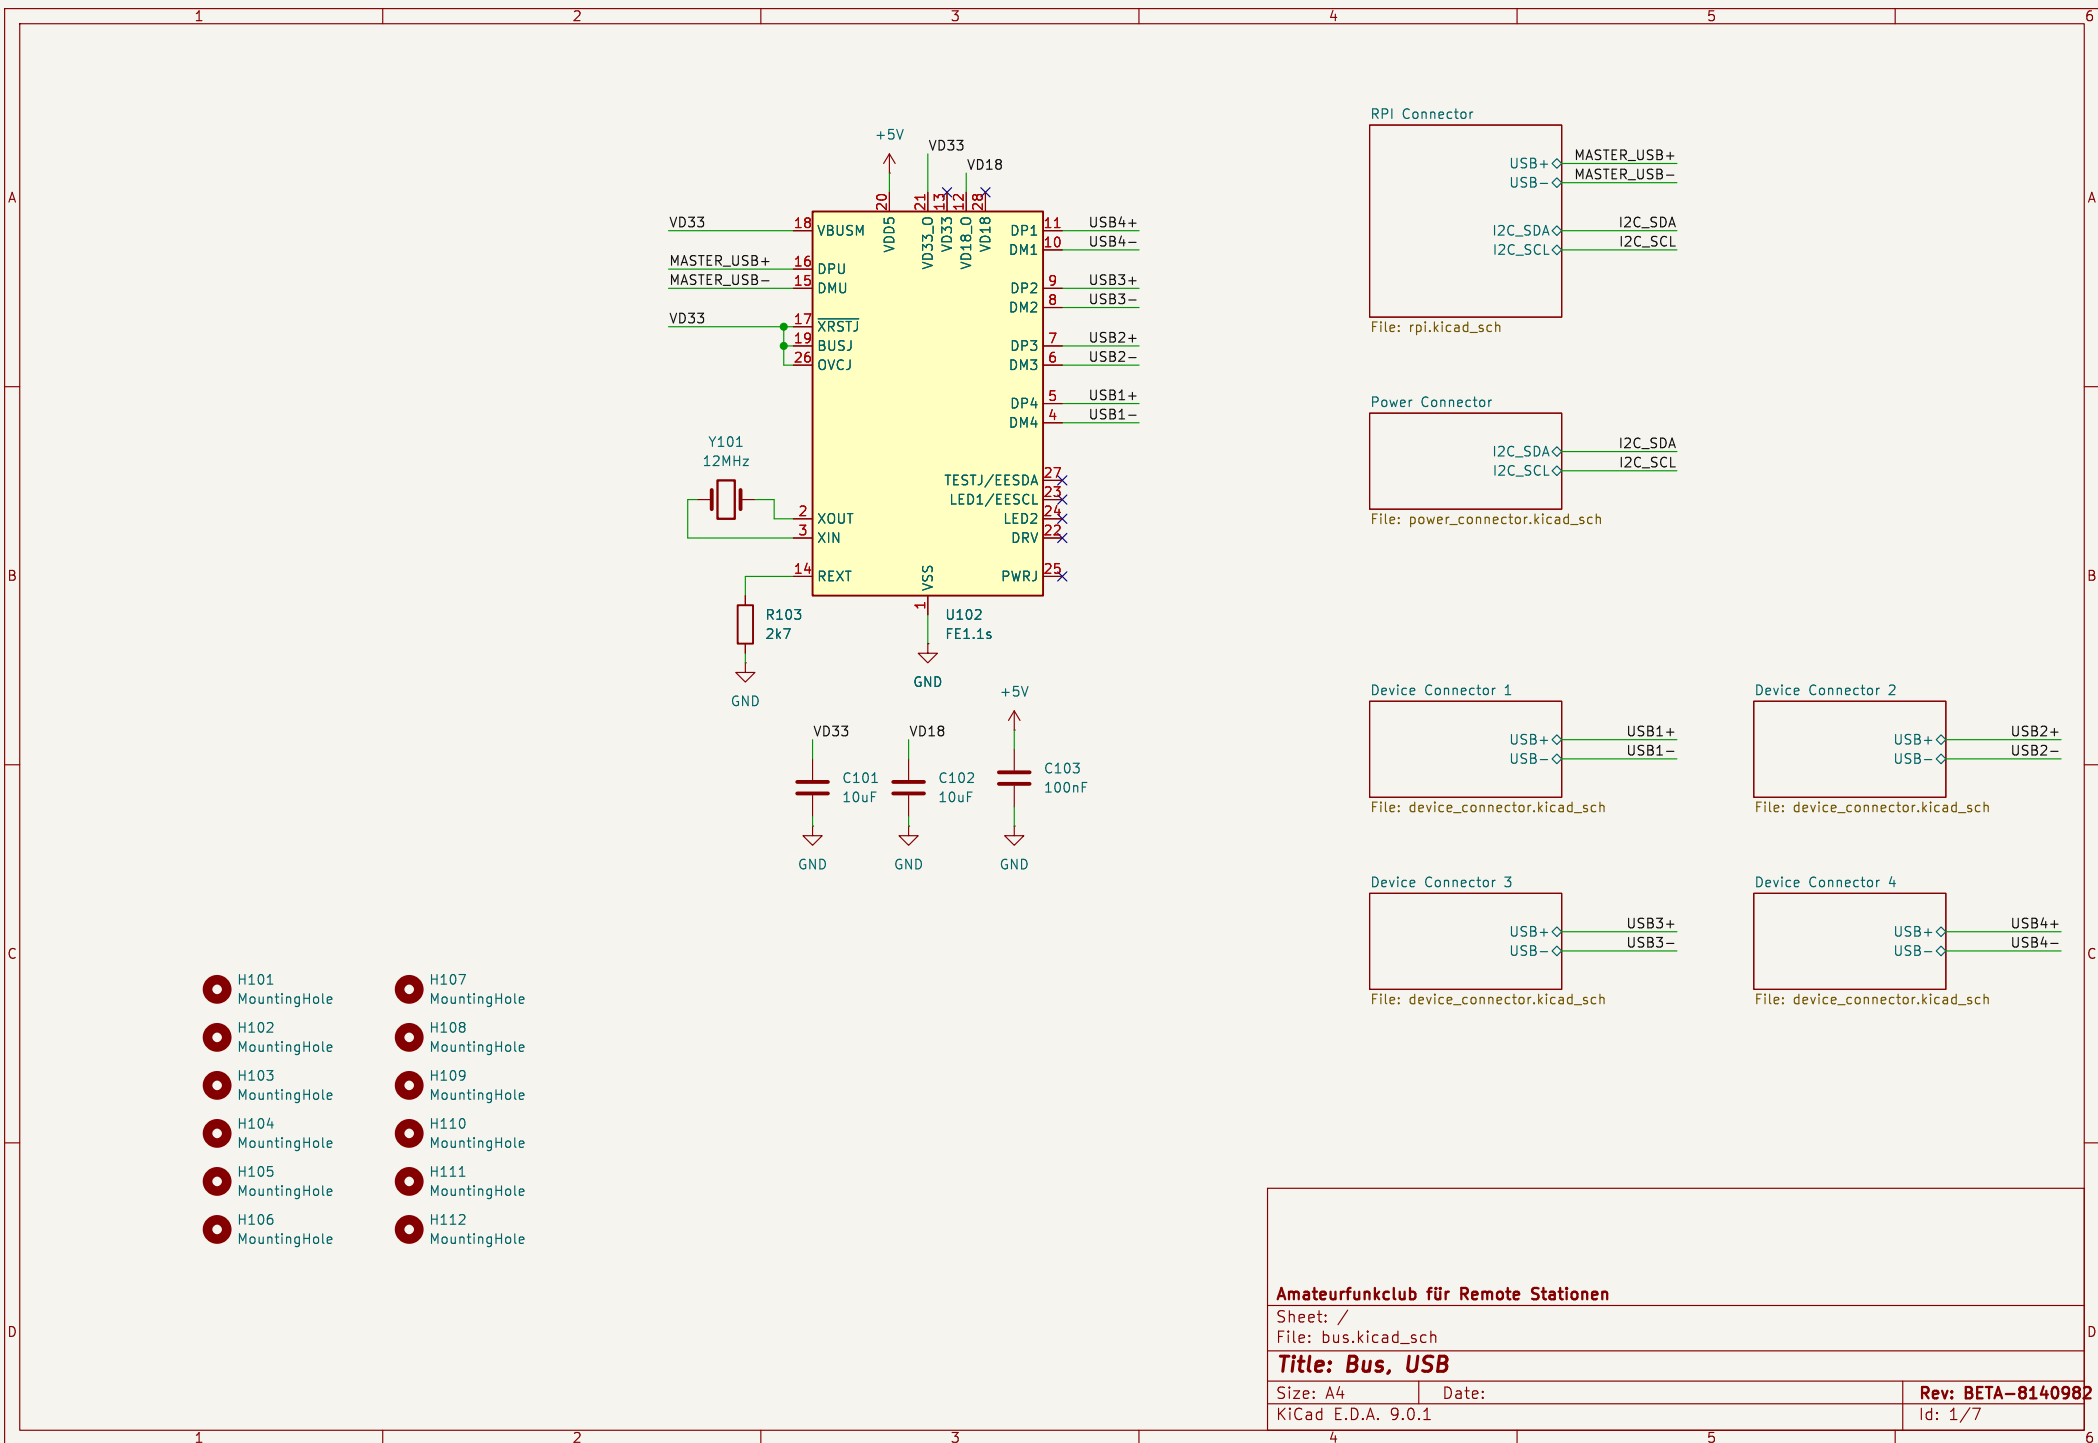 1 2 3 4 5 6
A
B
C
D
+5V
VD33
VD18
20
21
13
12
28
VDD5
VD33_O
VD33
VD18_O
VD18
VD33
18 VBUSM
MASTER_USB+
16 DPU
MASTER_USB-
15 DMU
VD33
17 XRSTJ
19 BUSJ
26 OVCJ
Y101
12MHz
2 XOUT
3 XIN
14 REXT
R103
2k7
GND
DP1 11 USB4+
DM1 10 USB4-
DP2 9 USB3+
DM2 8 USB3-
DP3 7 USB2+
DM3 6 USB2-
DP4 5 USB1+
DM4 4 USB1-
TESTJ/EESDA 27
LED1/EESCL 23
LED2 24
DRV 22
PWRJ 25
VSS
1
U102
FE1.1s
GND
VD33
C101
10uF
GND
VD18
C102
10uF
GND
+5V
C103
100nF
GND
RPI Connector
USB+ MASTER_USB+
USB- MASTER_USB-
I2C_SDA I2C_SDA
I2C_SCL I2C_SCL
File: rpi.kicad_sch
Power Connector
I2C_SDA I2C_SDA
I2C_SCL I2C_SCL
File: power_connector.kicad_sch
Device Connector 1
USB+ USB1+
USB- USB1-
File: device_connector.kicad_sch
Device Connector 2
USB+ USB2+
USB- USB2-
File: device_connector.kicad_sch
Device Connector 3
USB+ USB3+
USB- USB3-
File: device_connector.kicad_sch
Device Connector 4
USB+ USB4+
USB- USB4-
File: device_connector.kicad_sch
H101
MountingHole
H102
MountingHole
H103
MountingHole
H104
MountingHole
H105
MountingHole
H106
MountingHole
H107
MountingHole
H108
MountingHole
H109
MountingHole
H110
MountingHole
H111
MountingHole
H112
MountingHole
Amateurfunkclub für Remote Stationen
Sheet: /
File: bus.kicad_sch
Title: Bus, USB
Size: A4 Date: Rev: BETA-8140982
KiCad E.D.A. 9.0.1 Id: 1/7
A
B
C
D
1 2 3 4 5 6